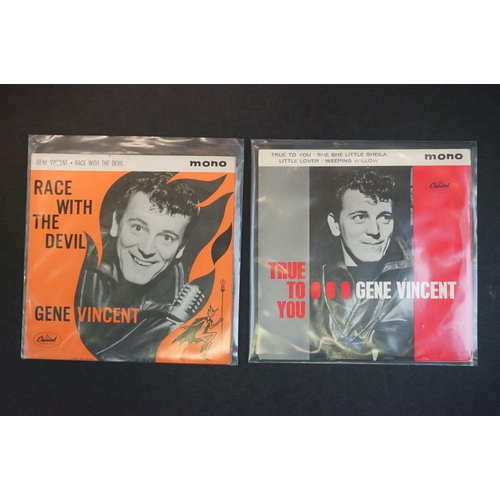 GENE VINCENT • RACE WITH THE DEVIL
mono
RACE
WITH
THE
DEVIL
GENE VINCENT
Capitol
TRUE TO YOU · SHE SHE LITTLE SHEILA
LITTLE LOVER · WEEPING WILLOW
mono
Capitol
TRUE
TO
YOU
GENE VINCENT